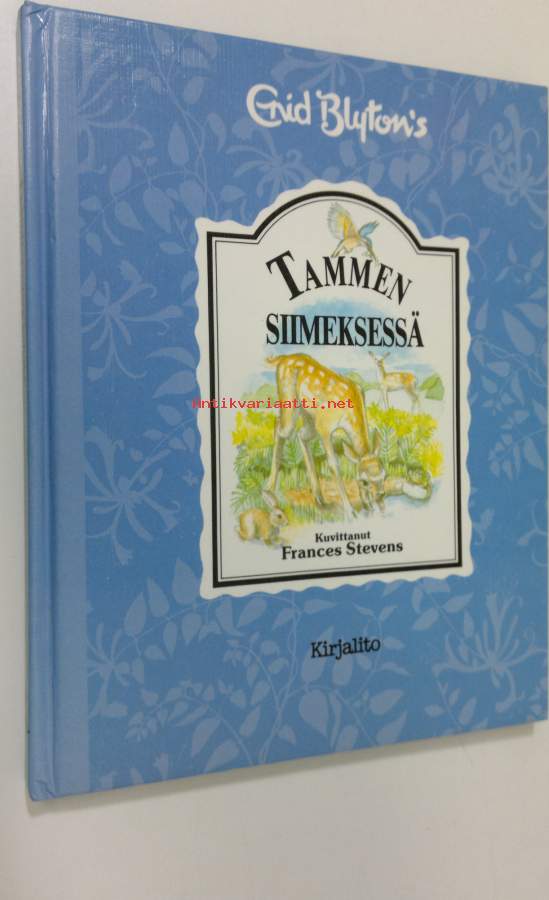 Enid Blyton's
TAMMEN
SIIMEKSESSÄ
Antikvariaatti.net
Kuvittanut
Frances Stevens
Kirjalito